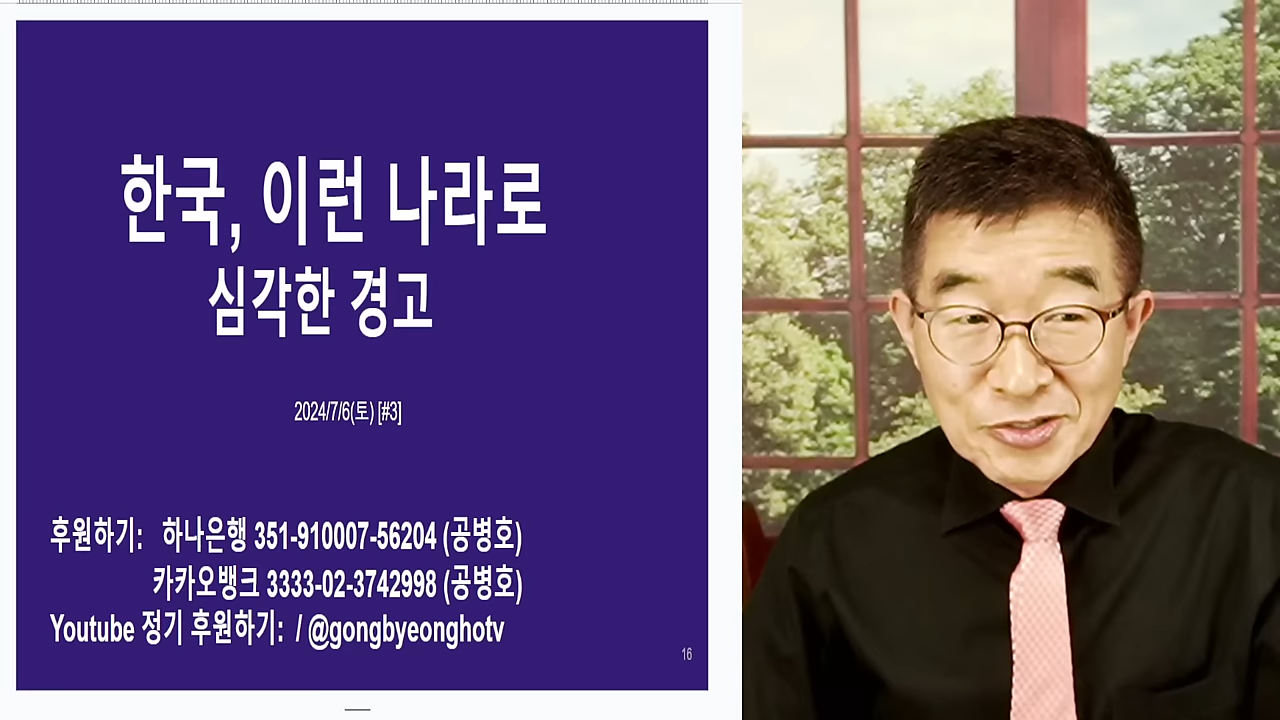 한국, 이런 나라로
심각한 경고
2024/7/6(토) [#3]
후원하기: 하나은행 351-910007-56204 (공병호)
카카오뱅크 3333-02-3742998 (공병호)
Youtube 정기 후원하기: / @gongbyeonghotv
16